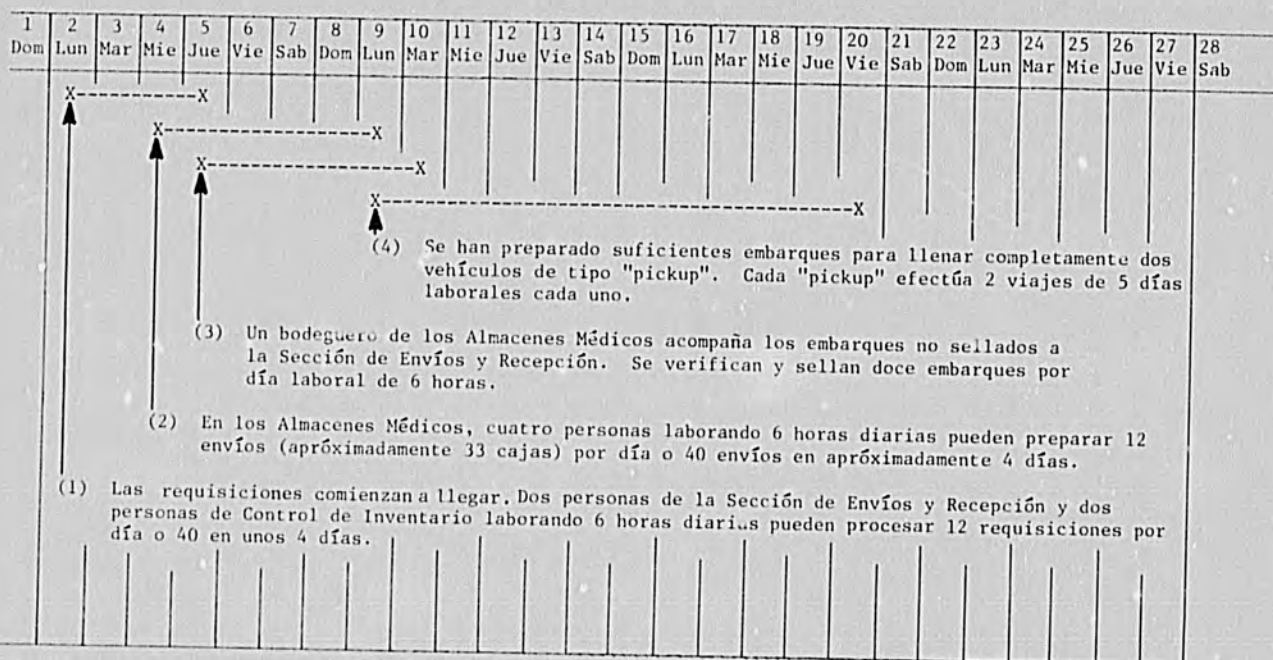 1 2 3 4 5 6 7 8 9 10 11 12 13 14 15 16 17 18 19 20 21 22 23 24 25 26 27 28
Dom Lun Mar Mie Jue Vie Sab Dom Lun Mar Mie Jue Vie Sab Dom Lun Mar Mie Jue Vie Sab Dom Lun Mar Mie Jue Vie Sab
X------------X
X--------------------X
X--------------------X
X--------------------------------------------X
(4) Se han preparado suficientes embarques para llenar completamente dos
vehículos de tipo "pickup". Cada "pickup" efectúa 2 viajes de 5 días
laborales cada uno.
(3) Un bodeguero de los Almacenes Médicos acompaña los embarques no sellados a
la Sección de Envíos y Recepción. Se verifican y sellan doce embarques por
día laboral de 6 horas.
(2) En los Almacenes Médicos, cuatro personas laborando 6 horas diarias pueden preparar 12
envíos (apróximadamente 33 cajas) por día o 40 envíos en apróximadamente 4 días.
(1) Las requisiciones comienzan a llegar. Dos personas de la Sección de Envíos y Recepción y dos
personas de Control de Inventario laborando 6 horas diarias pueden procesar 12 requisiciones por
día o 40 en unos 4 días.